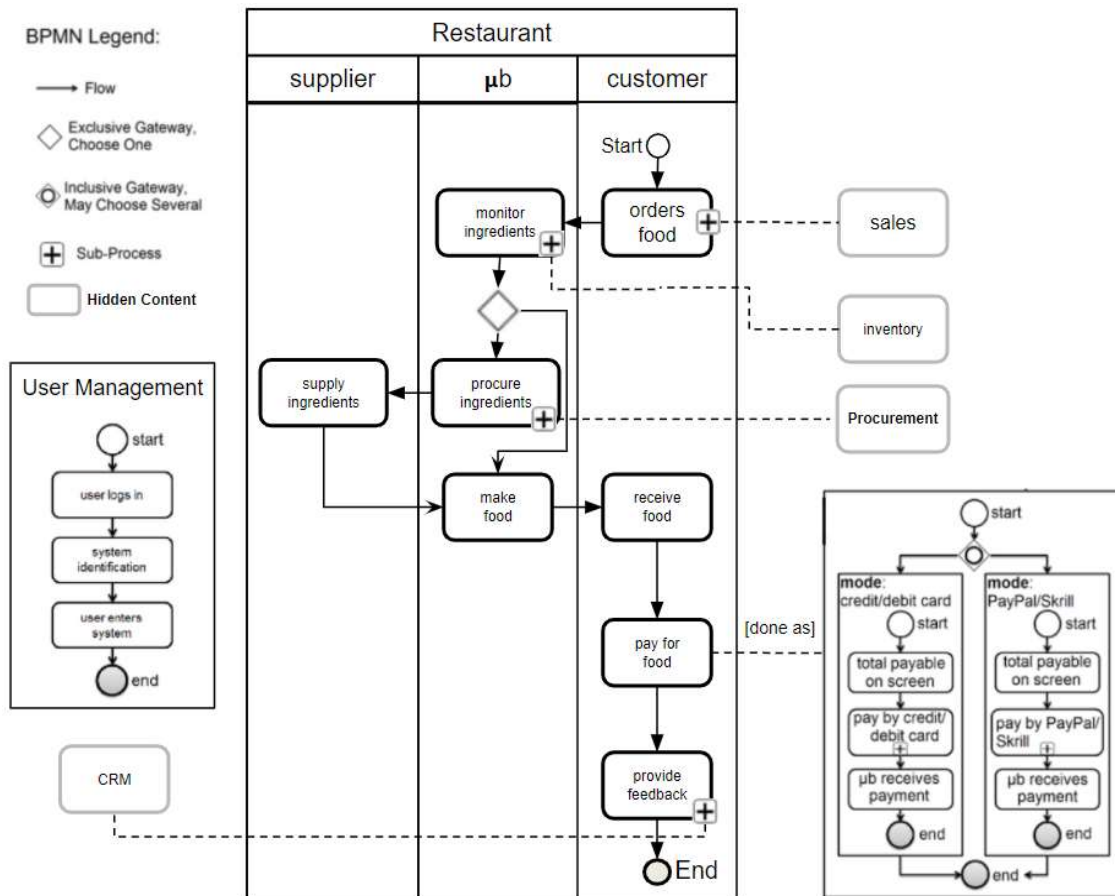 BPMN Legend:
Flow
Exclusive Gateway,
Choose One
Inclusive Gateway,
May Choose Several
Sub-Process
Hidden Content
Restaurant
supplier
μb
customer
Start
orders
food
monitor
ingredients
sales
inventory
supply
ingredients
procure
ingredients
Procurement
make
food
receive
food
pay for
food
[done as]
provide
feedback
End
User Management
start
user logs in
system
identification
user enters
system
end
CRM
start
mode:
credit/debit card
start
total payable
on screen
pay by credit/
debit card
μb receives
payment
end
mode:
PayPal/Skrill
start
total payable
on screen
pay by PayPal/
Skrill
μb receives
payment
end
end